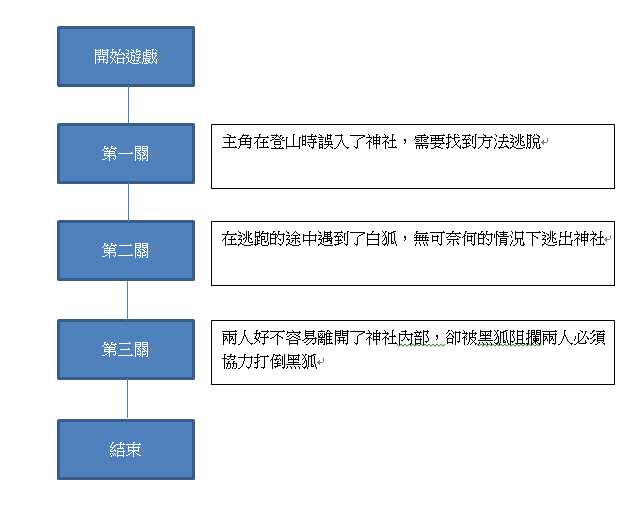 開始遊戲
第一關
主角在登山時誤入了神社，需要找到方法逃脫
第二關
在逃跑的途中遇到了白狐，無可奈何的情況下逃出神社
第三關
兩人好不容易離開了神社內部，卻被黑狐阻攔兩人必須
協力打倒黑狐
結束